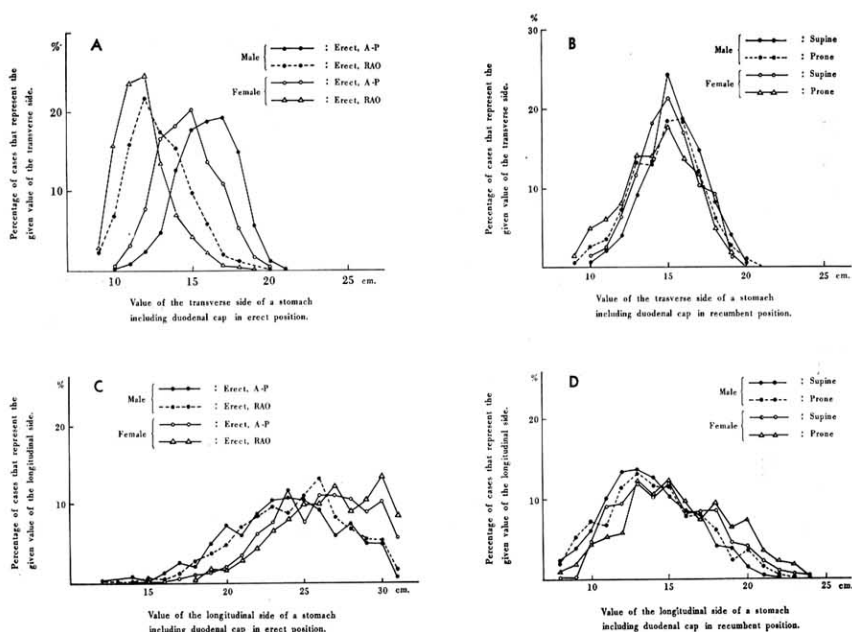 A
%
20
10
10 15 20 25 cm.
Male : Erect, A-P
: Erect, RAO
Female : Erect, A-P
: Erect, RAO
Percentage of cases that represent the
given value of the transverse side.
Value of the transverse side of a stomach
including duodenal cap in erect position.
B
%
30
20
10
10 15 20 25 cm.
Male : Supine
: Prone
Female : Supine
: Prone
Percentage of cases that represent the
given value of the transverse side.
Value of the trasverse side of a stomach
including duodenal cap in recumbent position.
C
%
20
10
15 20 25 30 cm.
Male : Erect, A-P
: Erect, RAO
Female : Erect, A-P
: Erect, RAO
Percentage of cases that represent the
given value of the longitudinal side.
Value of the longitudinal side of a stomach
including duodenal cap in erect position.
D
%
20
10
10 15 20 25 cm.
Male : Supine
: Prone
Female : Supine
: Prone
Percentage of cases that represent the
given value of the longitudinal side.
Value of the longitudinal side of a stomach
including duodenal cap in recumbent position.